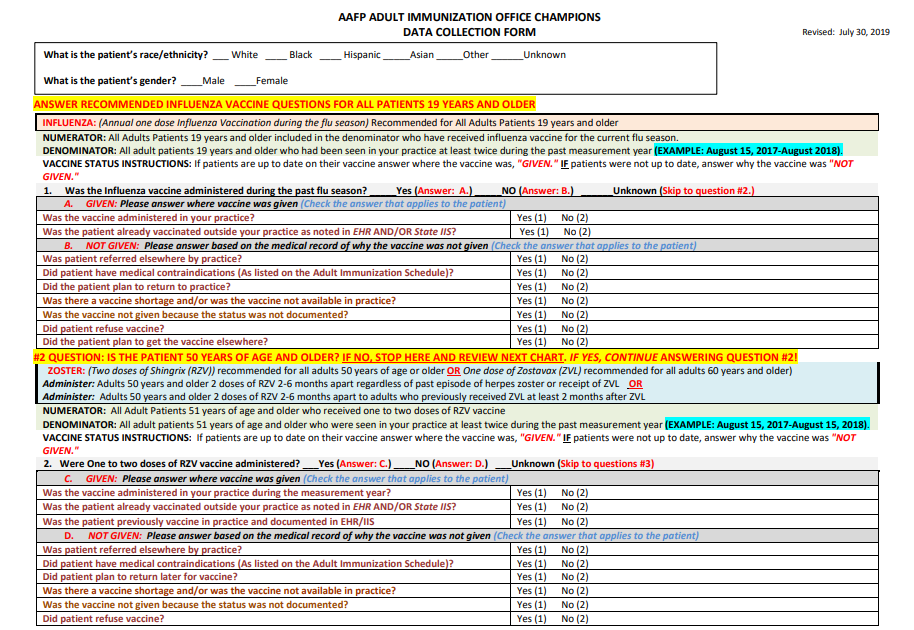 AAFP ADULT IMMUNIZATION OFFICE CHAMPIONS
DATA COLLECTION FORM
Revised: July 30, 2019
What is the patient's race/ethnicity? ___ White ____ Black ____ Hispanic _____Asian _____Other ______Unknown
What is the patient's gender? ____Male ____Female
ANSWER RECOMMENDED INFLUENZA VACCINE QUESTIONS FOR ALL PATIENTS 19 YEARS AND OLDER
INFLUENZA: (Annual one dose Influenza Vaccination during the flu season) Recommended for All Adults Patients 19 years and older
NUMERATOR: All Adults Patients 19 years and older included in the denominator who have received influenza vaccine for the current flu season.
DENOMINATOR: All adult patients 19 years or older who had been seen in your practice at least twice during the past measurement year (EXAMPLE: August 15, 2017-August 2018).
VACCINE STATUS INSTRUCTIONS: If patients are up to date on their vaccine answer where the vaccine was, "GIVEN." IF patients were not up to date, answer why the vaccine was "NOT
GIVEN."
1. Was the Influenza vaccine administered during the past flu season? _____Yes (Answer: A.) _____NO (Answer: B.) ______Unknown (Skip to question #2.)
A. GIVEN: Please answer where vaccine was given (Check the answer that applies to the patient)
Was the vaccine administered in your practice? Yes (1) No (2)
Was the patient already vaccinated outside your practice as noted in EHR AND/OR State IIS? Yes (1) No (2)
B. NOT GIVEN: Please answer based on the medical record of why the vaccine was not given (Check the answer that applies to the patient)
Was patient referred elsewhere by practice? Yes (1) No (2)
Did patient have medical contraindications (As listed on the Adult Immunization Schedule)? Yes (1) No (2)
Did the patient plan to return to practice? Yes (1) No (2)
Was there a vaccine shortage and/or was the vaccine not available in practice? Yes (1) No (2)
Was the vaccine not given because the status was not documented? Yes (1) No (2)
Did patient refuse vaccine? Yes (1) No (2)
Did the patient plan to get the vaccine elsewhere? Yes (1) No (2)
#2 QUESTION: IS THE PATIENT 50 YEARS OF AGE AND OLDER? IF NO, STOP HERE AND REVIEW NEXT CHART. IF YES, CONTINUE ANSWERING QUESTION #2!
ZOSTER: (Two doses of Shingrix (RZV)) recommended for all adults 50 years of age or older OR One dose of Zostavax (ZVL) recommended for all adults 60 years and older)
Administer: Adults 50 years and older 2 doses of RZV 2-6 months apart regardless of past episode of herpes zoster or receipt of ZVL OR
Administer: Adults 50 years and older 2 doses of RZV 2-6 months apart to adults who previously received ZVL at least 2 months after ZVL
NUMERATOR: All Adult Patients 51 years of age and older who received one to two doses of RZV vaccine
DENOMINATOR: All adult patients 51 years of age and older who were seen in your practice at least twice during the past measurement year (EXAMPLE: August 15, 2017-August 15, 2018).
VACCINE STATUS INSTRUCTIONS: If patients are up to date on their vaccine answer where the vaccine was, "GIVEN." IF patients were not up to date, answer why the vaccine was "NOT
GIVEN."
2. Were One to two doses of RZV vaccine administered? ___Yes (Answer: C.) ____NO (Answer: D.) ___Unknown (Skip to questions #3)
C. GIVEN: Please answer where vaccine was given (Check the answer that applies to the patient)
Was the vaccine administered in your practice during the measurement year? Yes (1) No (2)
Was the patient already vaccinated outside your practice as noted in EHR AND/OR State IIS? Yes (1) No (2)
Was the patient previously vaccine in practice and documented in EHR/IIS Yes (1) No (2)
D. NOT GIVEN: Please answer based on the medical record of why the vaccine was not given (Check the answer that applies to the patient)
Was patient referred elsewhere by practice? Yes (1) No (2)
Did patient have medical contraindications (As listed on the Adult Immunization Schedule)? Yes (1) No (2)
Did patient plan to return later for vaccine? Yes (1) No (2)
Was there a vaccine shortage and/or was the vaccine not available in practice? Yes (1) No (2)
Was the vaccine not given because the status was not documented? Yes (1) No (2)
Did patient refuse vaccine? Yes (1) No (2)